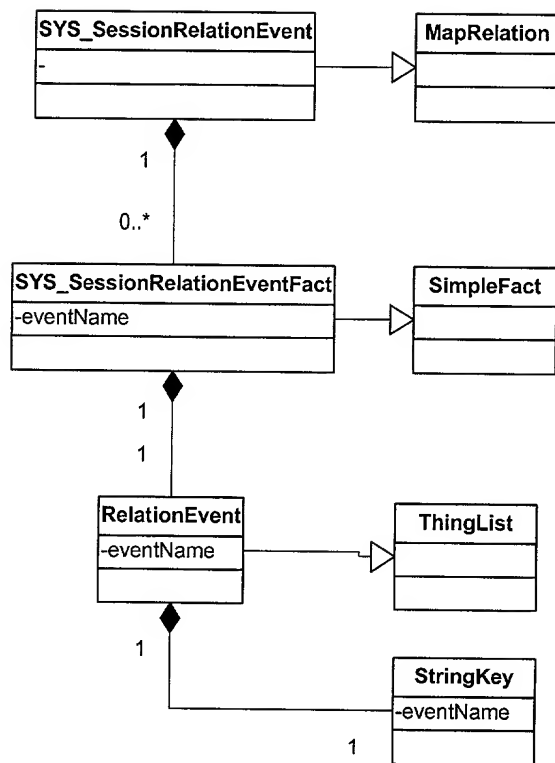 SYS_SessionRelationEvent
-
MapRelation
1
0..*
SYS_SessionRelationEventFact
-eventName
SimpleFact
1
1
RelationEvent
-eventName
ThingList
1
StringKey
-eventName
1